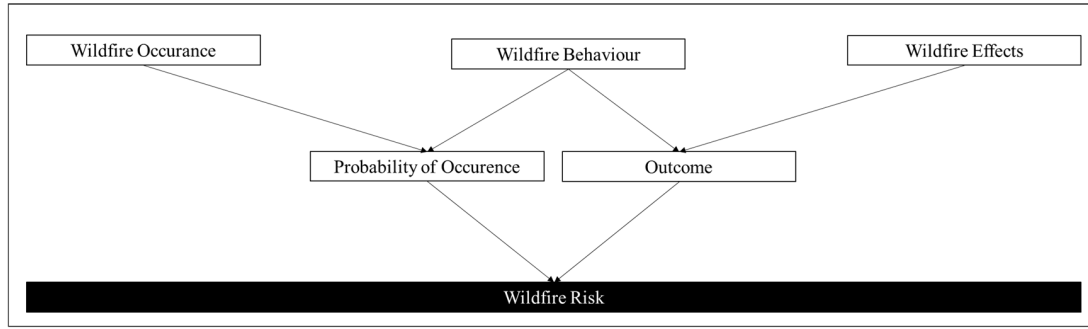 Wildfire Occurance
Wildfire Behaviour
Wildfire Effects
Probability of Occurence
Outcome
Wildfire Risk